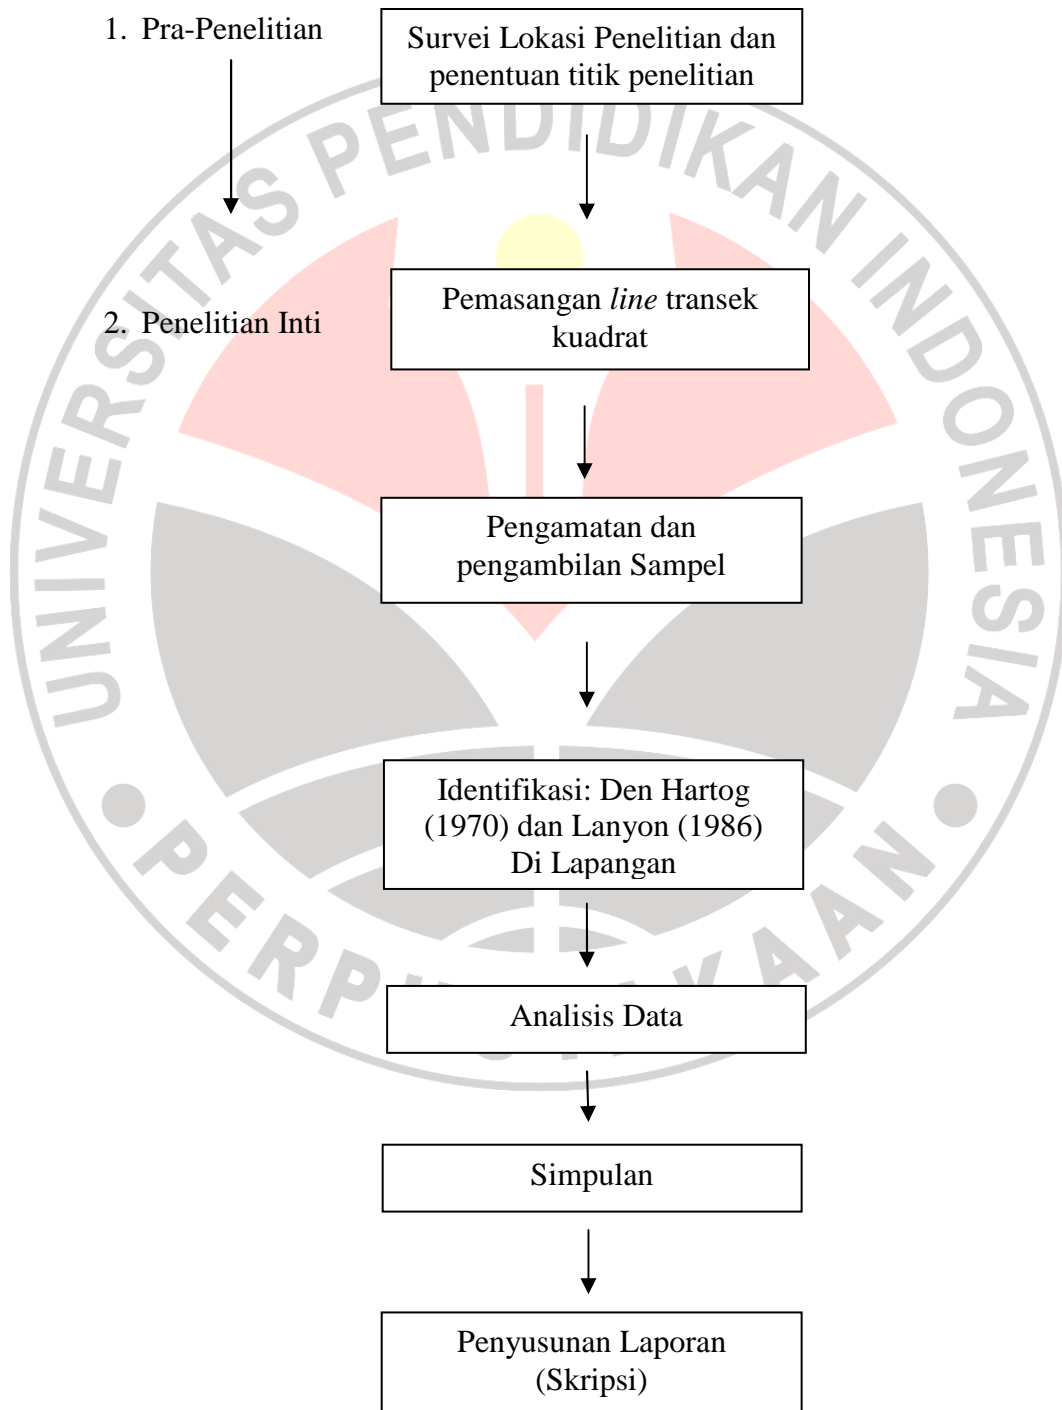 1. Pra-Penelitian
Survei Lokasi Penelitian dan
penentuan titik penelitian
2. Penelitian Inti
Pemasangan line transek
kuadrat
Pengamatan dan
pengambilan Sampel
Identifikasi: Den Hartog
(1970) dan Lanyon (1986)
Di Lapangan
Analisis Data
Simpulan
Penyusunan Laporan
(Skripsi)
UNIVERSITAS PENDIDIKAN INDONESIA
PERPUSTAKAAN